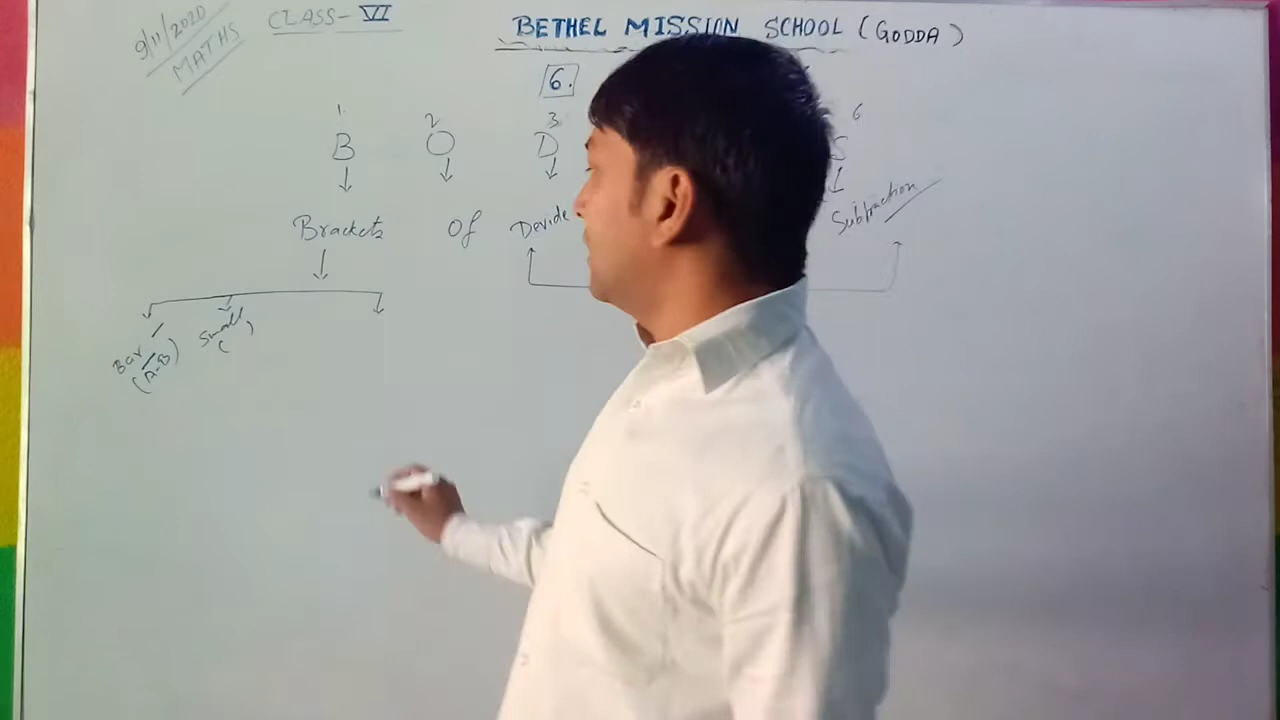 9/11/2020
MATHS
CLASS - VI
BETHEL MISSION SCHOOL (GODDA)
6.
1. 2 3. 6
B O D S
Brackets Of Devide Subtraction
Bar — Small
(A-B) ( )